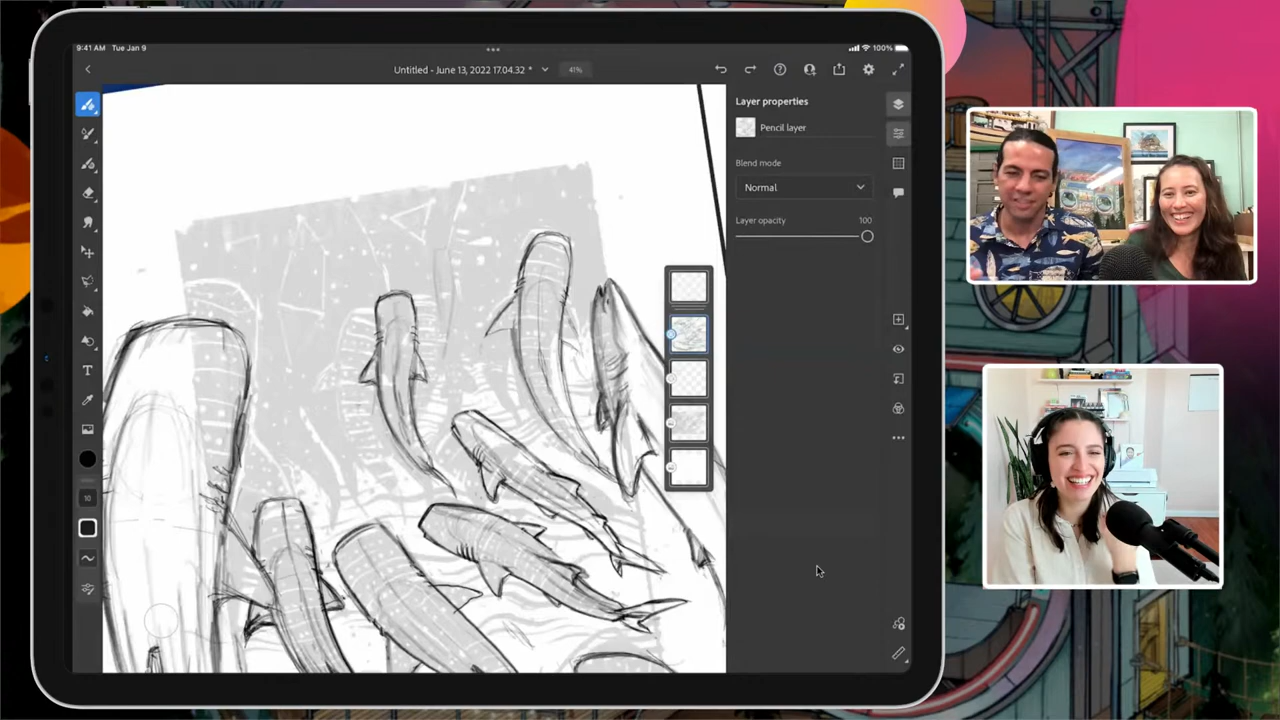 9:41 AM Tue Jan 9
100%
Untitled - June 13, 2022 17.04.32 *
41%
Layer properties
Pencil layer
Blend mode
Normal
Layer opacity
100
T
10